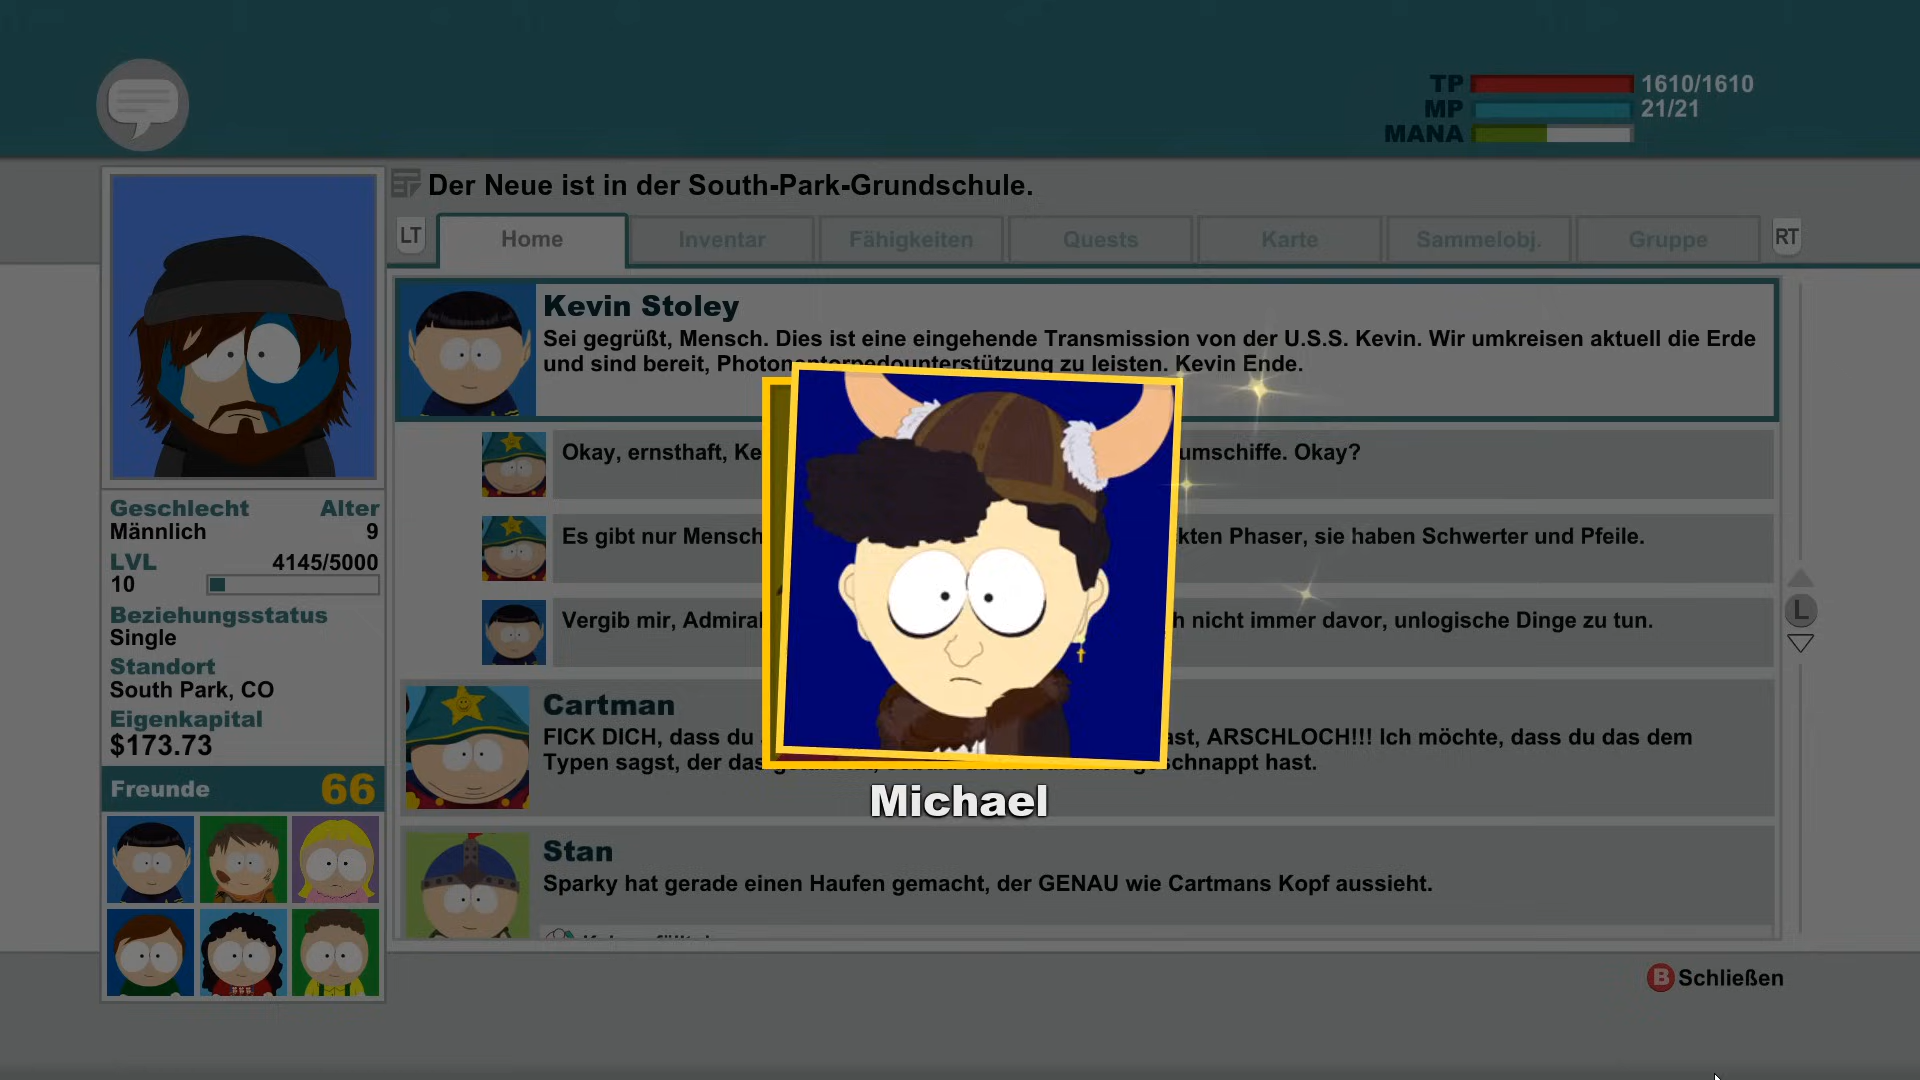 TP 1610/1610
MP 21/21
MANA
Der Neue ist in der South-Park-Grundschule.
LT Home Inventar Fähigkeiten Quests Karte Sammelobj. Gruppe RT
Kevin Stoley
Sei gegrüßt, Mensch. Dies ist eine eingehende Transmission von der U.S.S. Kevin. Wir umkreisen aktuell die Erde
und sind bereit, Photonentorpedounterstützung zu leisten. Kevin Ende.
Okay, ernsthaft, Ke umschiffe. Okay?
Es gibt nur Mensch kten Phaser, sie haben Schwerter und Pfeile.
Vergib mir, Admiral h nicht immer davor, unlogische Dinge zu tun.
Cartman
FICK DICH, dass du ast, ARSCHLOCH!!! Ich möchte, dass du das dem
Typen sagst, der das schnappt hast.
Michael
Stan
Sparky hat gerade einen Haufen gemacht, der GENAU wie Cartmans Kopf aussieht.
Geschlecht Alter
Männlich 9
LVL 4145/5000
10
Beziehungsstatus
Single
Standort
South Park, CO
Eigenkapital
$173.73
Freunde 66
L
B Schließen